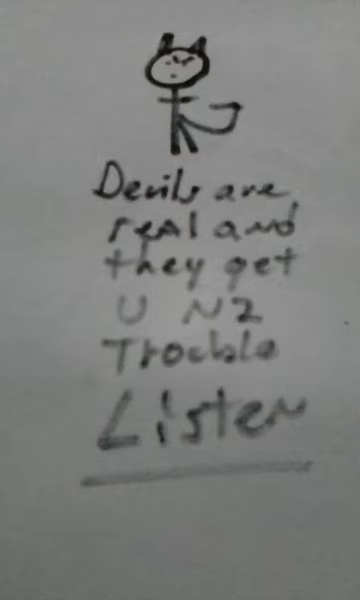 Devils are
real and
they get
U N2
Trouble
Listen